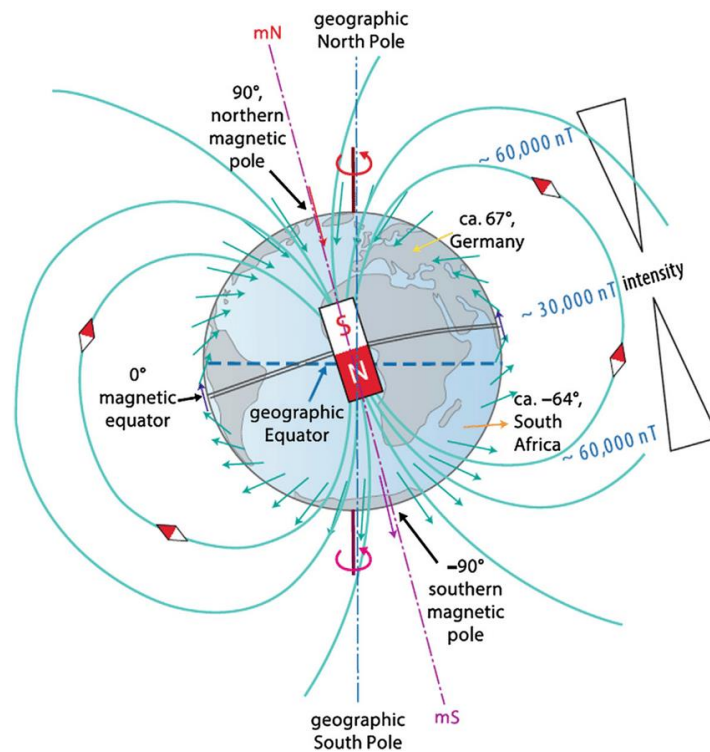 geographic
North Pole
mN
90°,
northern
magnetic
pole
~ 60,000 nT
ca. 67°,
Germany
~ 30,000 nT
intensity
S
N
0°
magnetic
equator
geographic
Equator
ca. –64°,
South
Africa
~ 60,000 nT
–90°
southern
magnetic
pole
geographic
South Pole
mS